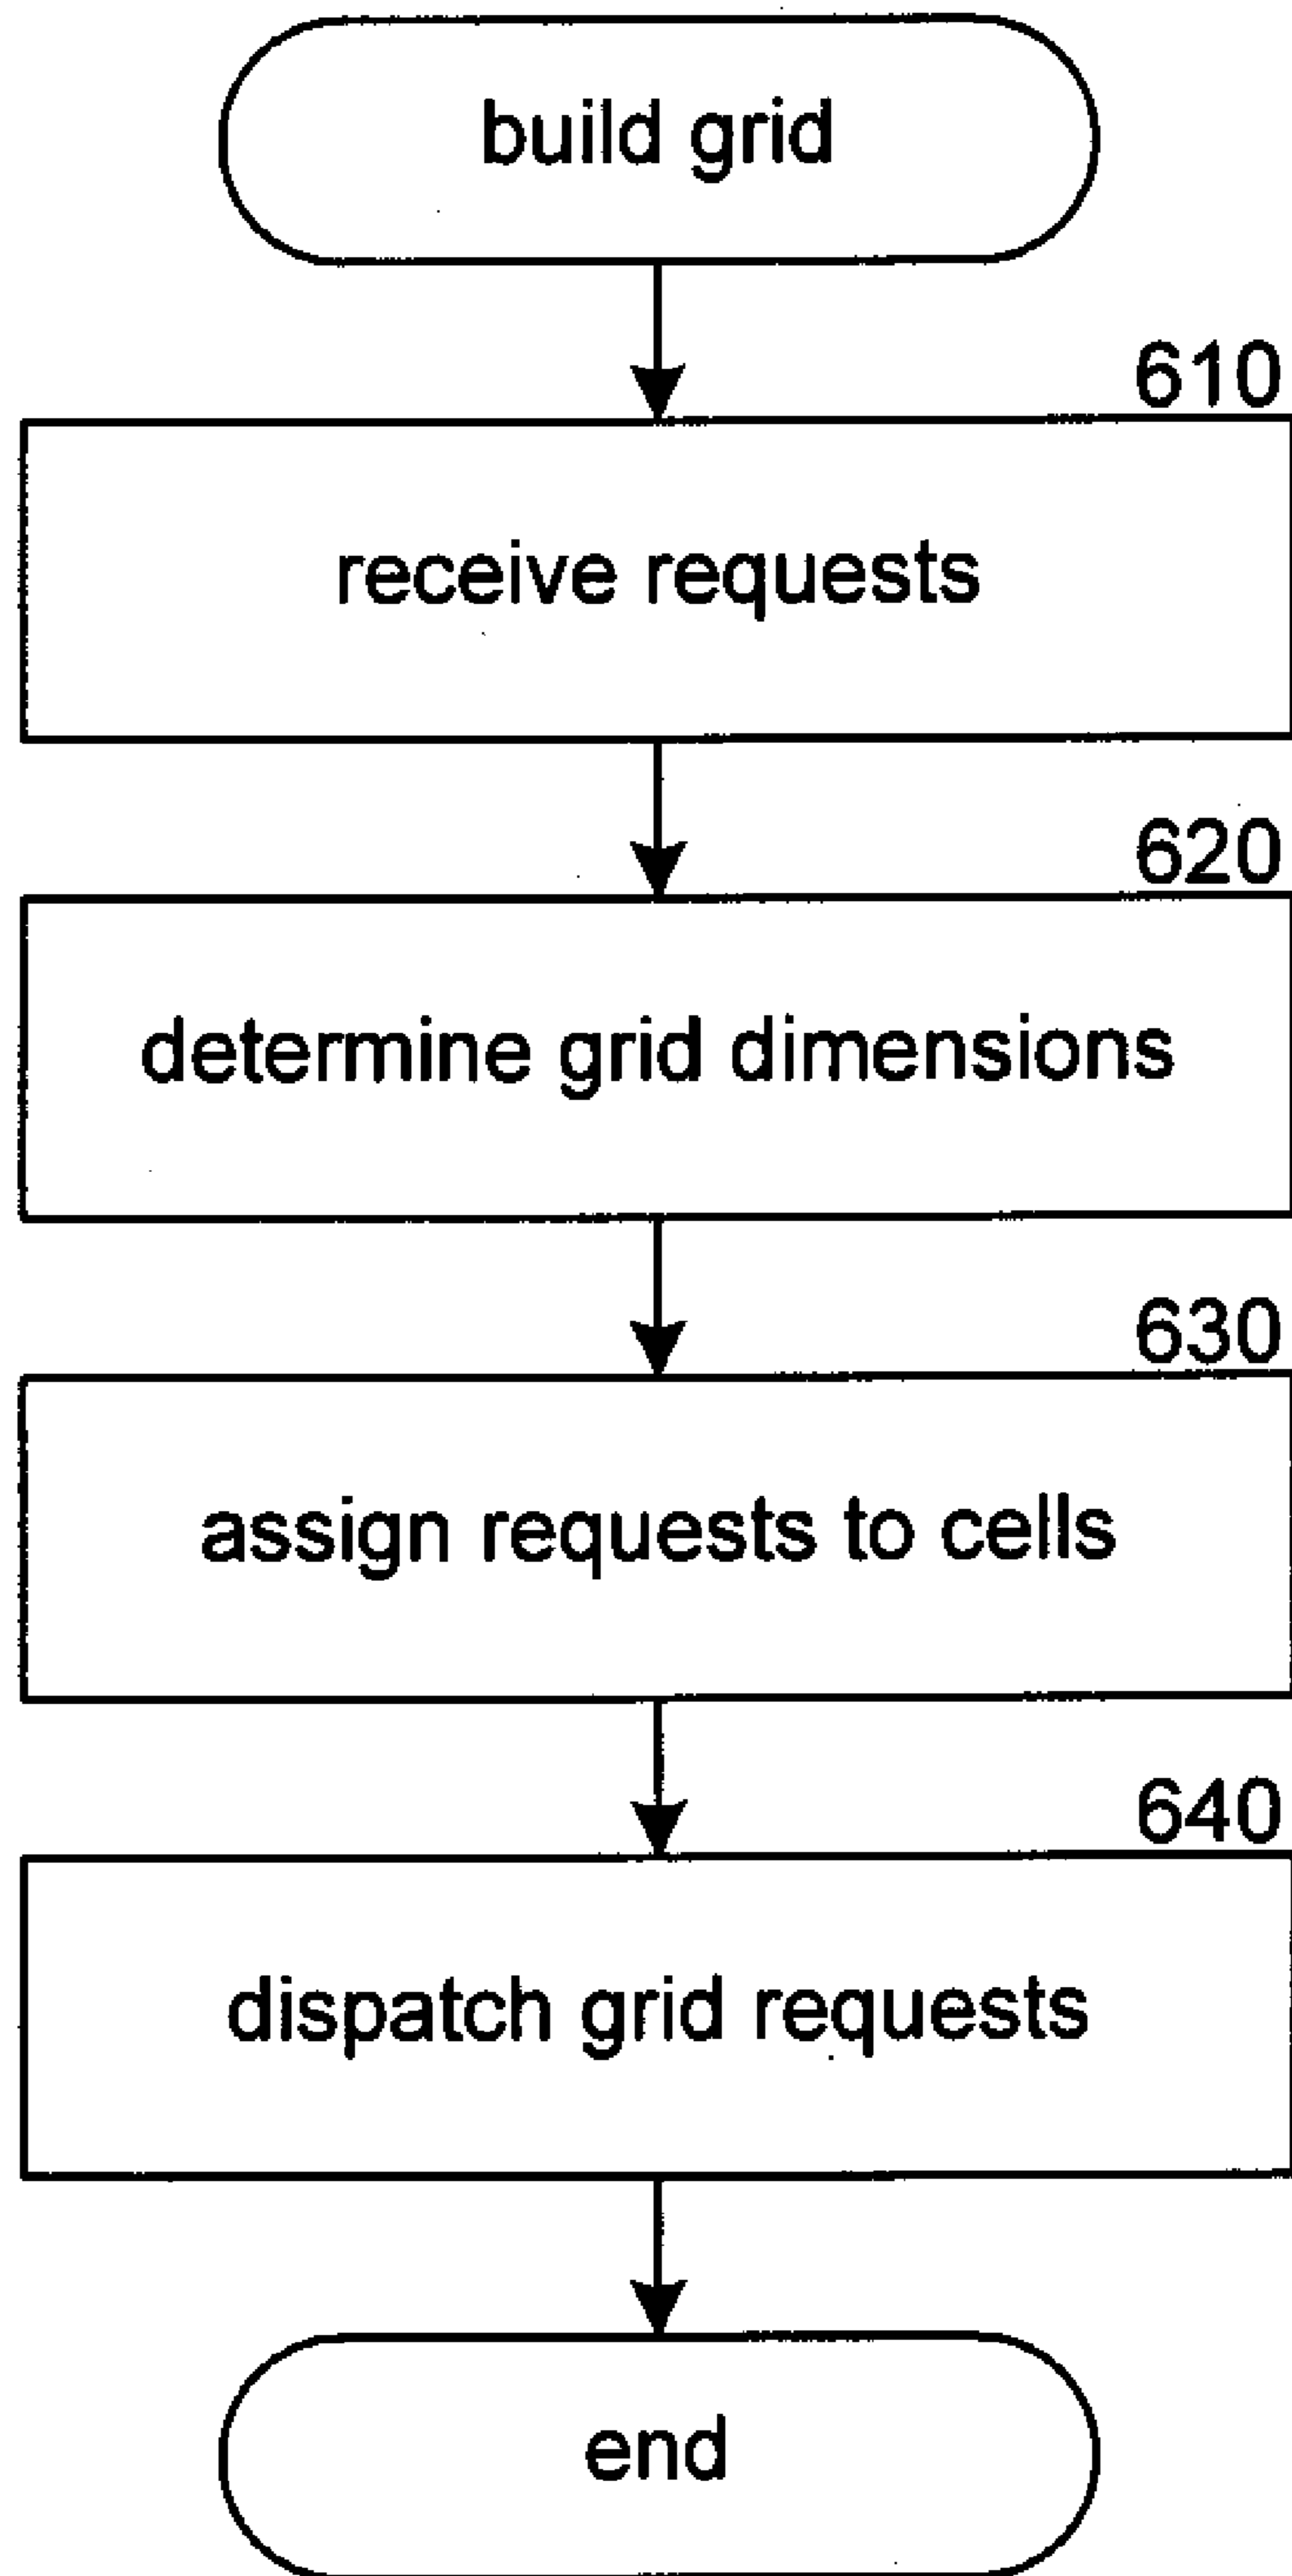 build grid
610
receive requests
620
determine grid dimensions
630
assign requests to cells
640
dispatch grid requests
end